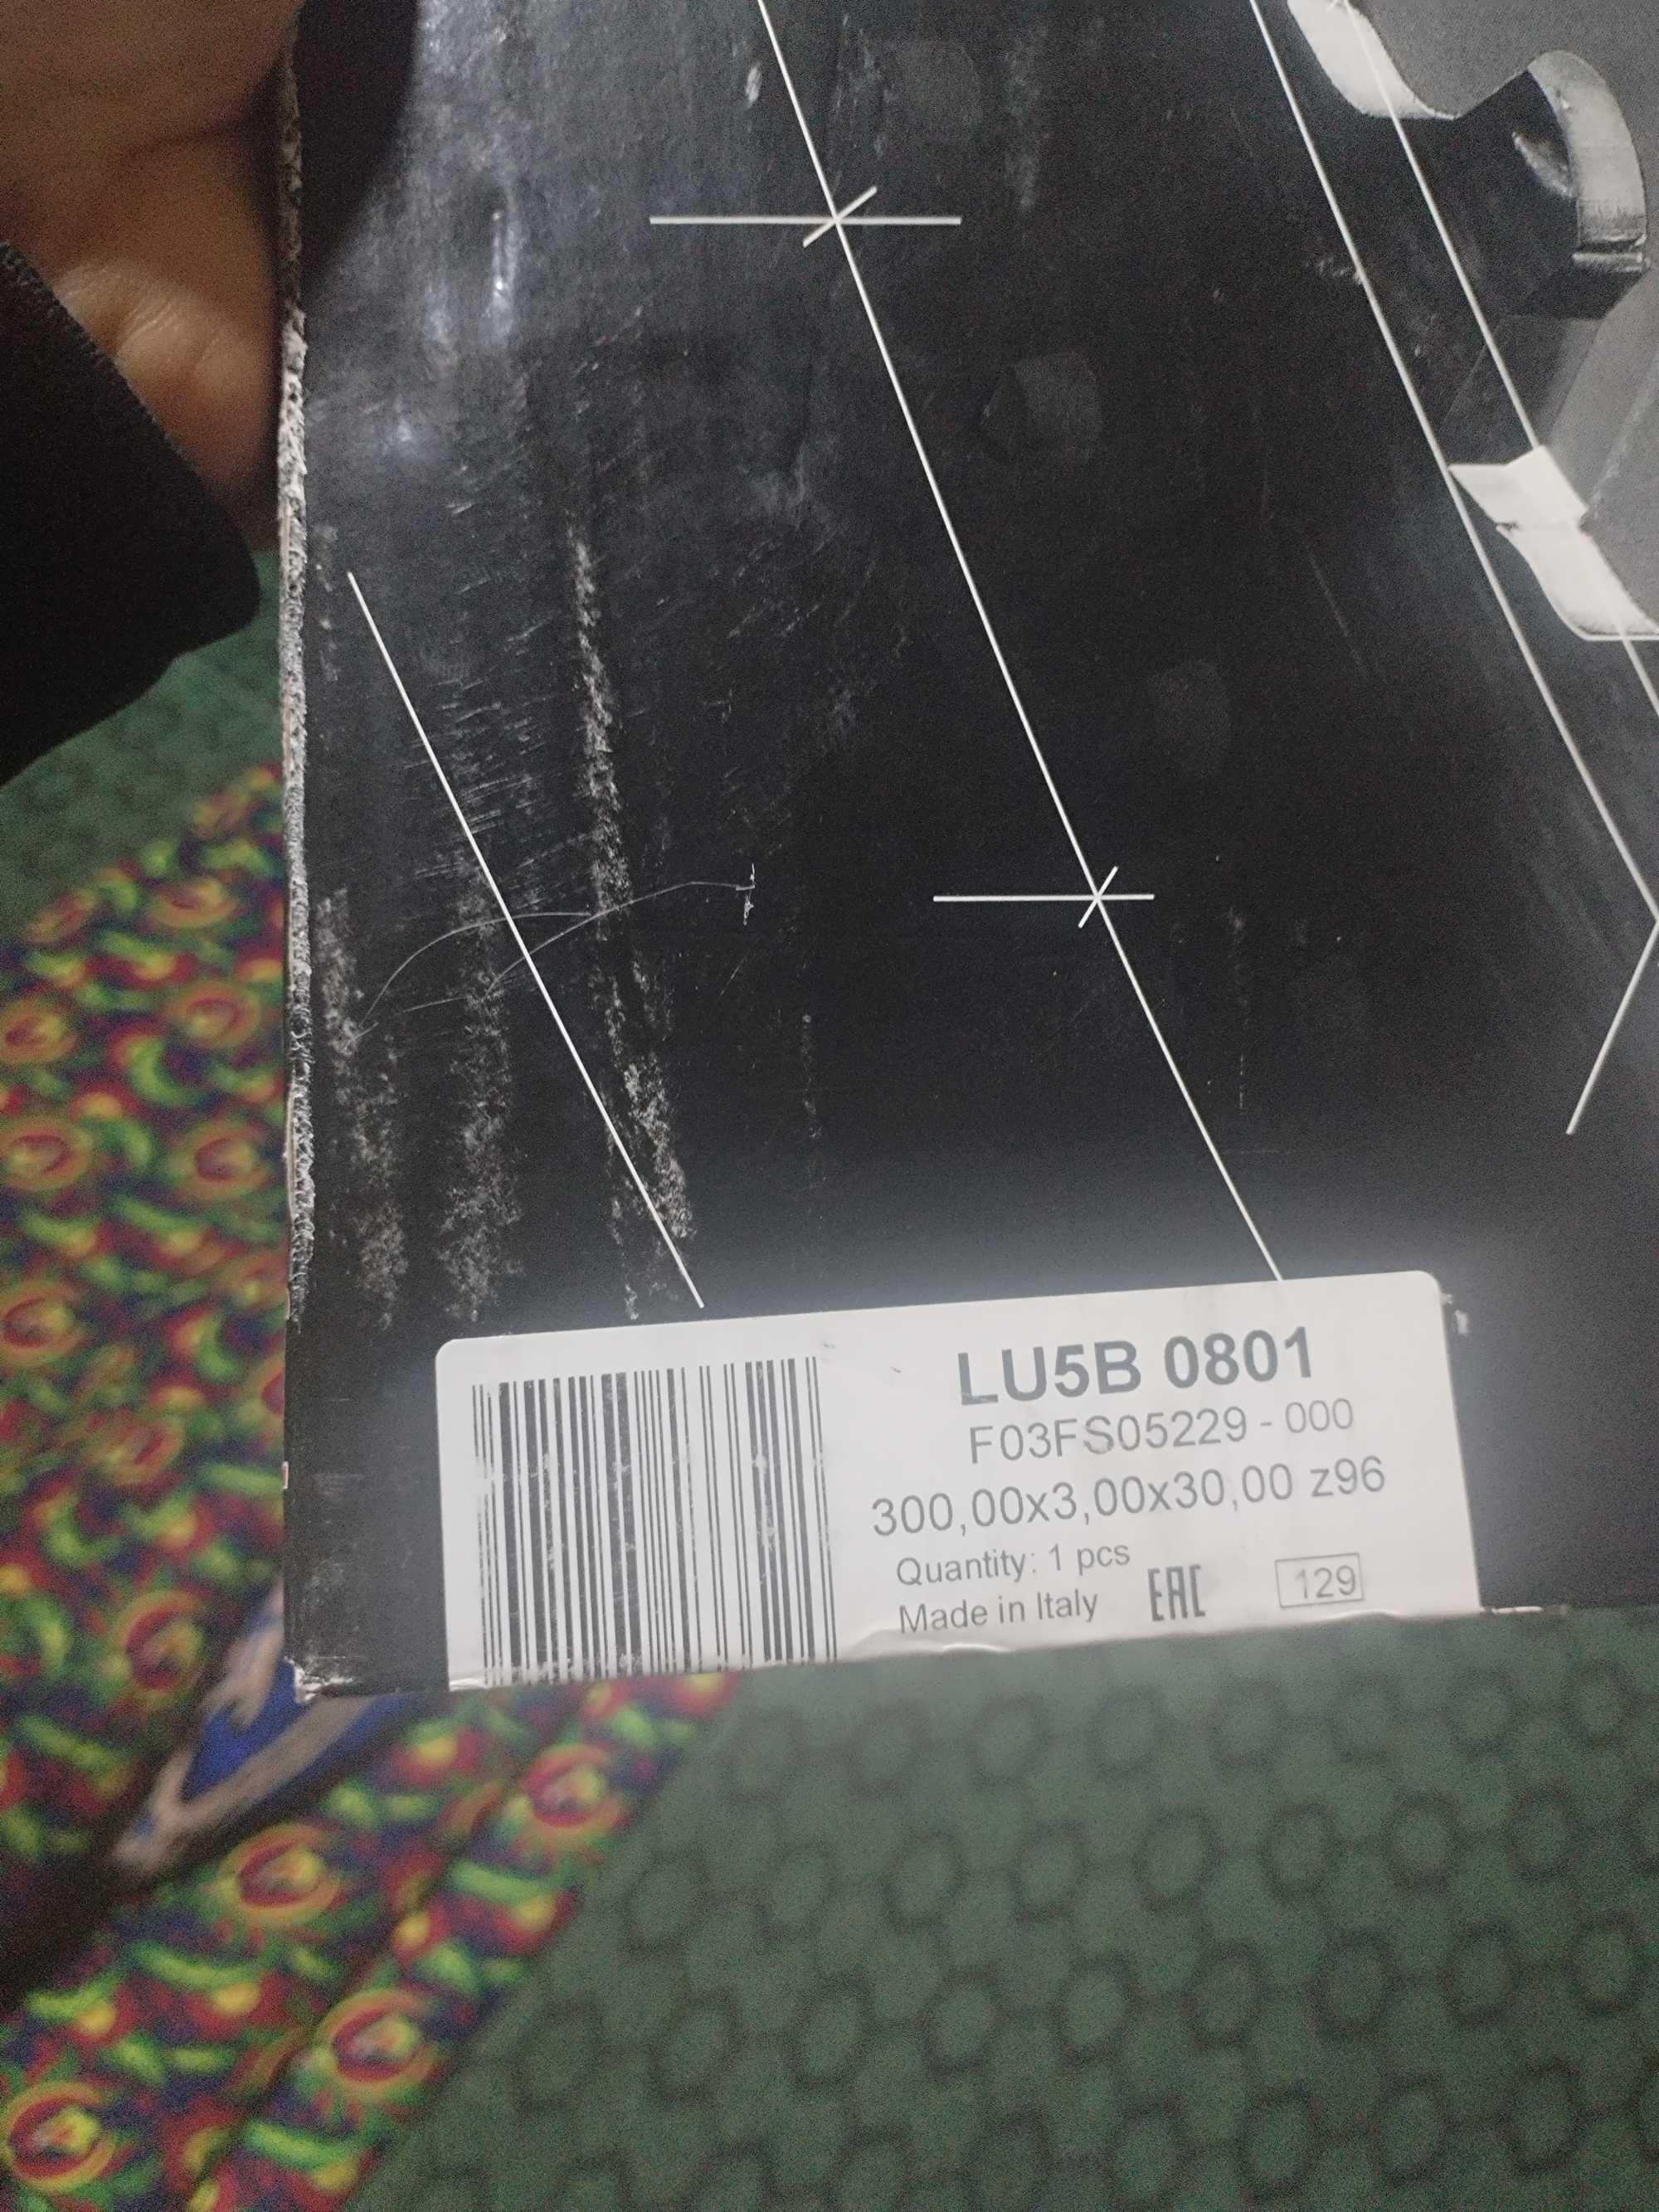 LU5B 0801
F03FS05229 - 000
300,00x3,00x30,00 z96
Quantity: 1 pcs
Made in Italy
EAC
129